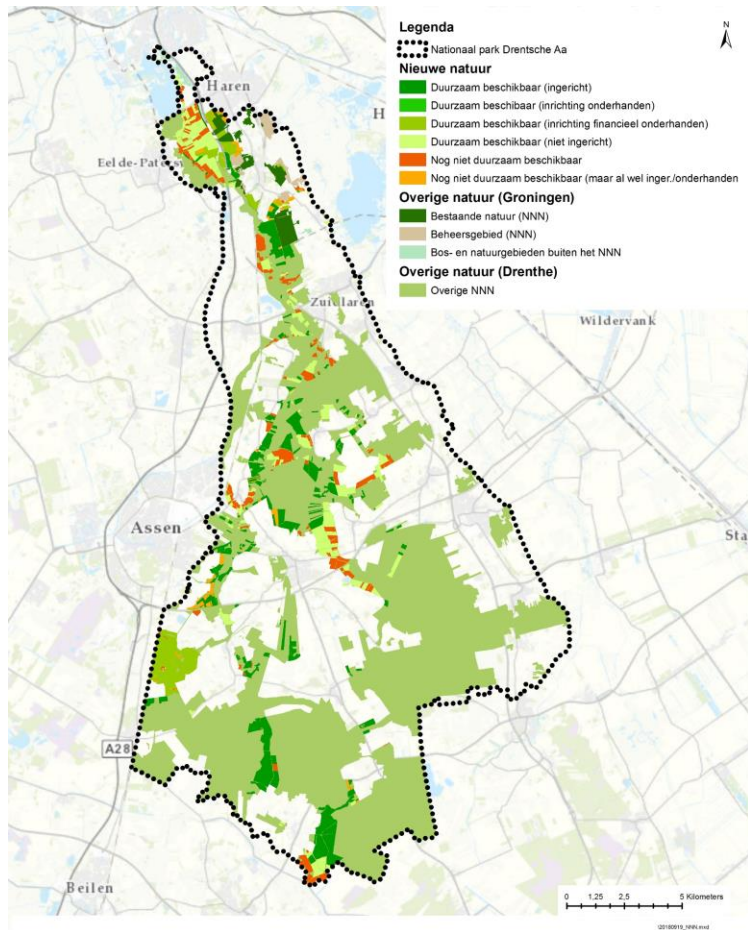 Legenda
Nationaal park Drentsche Aa
Nieuwe natuur
Duurzaam beschikbaar (ingericht)
Duurzaam beschibaar (inrichting onderhanden)
Duurzaam beschikbaar (inrichting financieel onderhanden)
Duurzaam beschikbaar (niet ingericht)
Nog niet duurzaam beschikbaar
Nog niet duurzaam beschikbaar (maar al wel inger./onderhanden
Overige natuur (Groningen)
Bestaande natuur (NNN)
Beheersgebied (NNN)
Bos- en natuurgebieden buiten het NNN
Overige natuur (Drenthe)
Overige NNN
N
Haren
H
Eelde-Paters
Zuidlaren
Wildervank
Assen
Sta
A28
Beilen
0 1,25 2,5 5 Kilometers